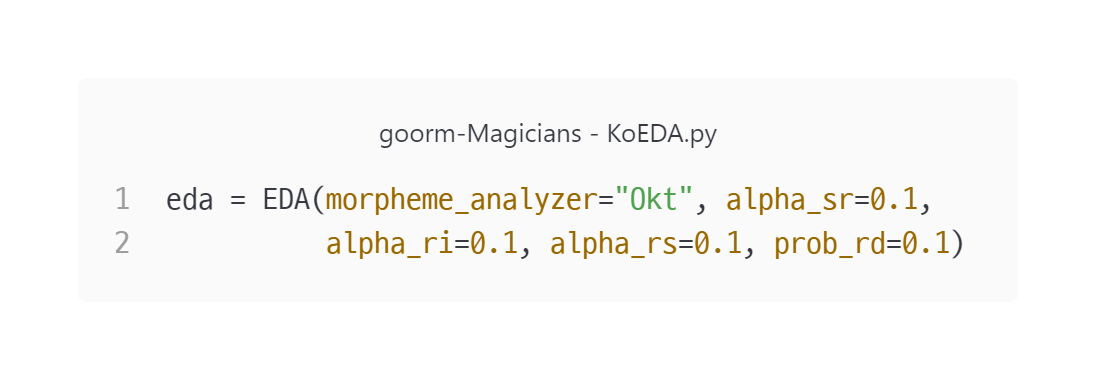 goorm-Magicians - KoEDA.py
1 eda = EDA(morpheme_analyzer="Okt", alpha_sr=0.1,
2 alpha_ri=0.1, alpha_rs=0.1, prob_rd=0.1)